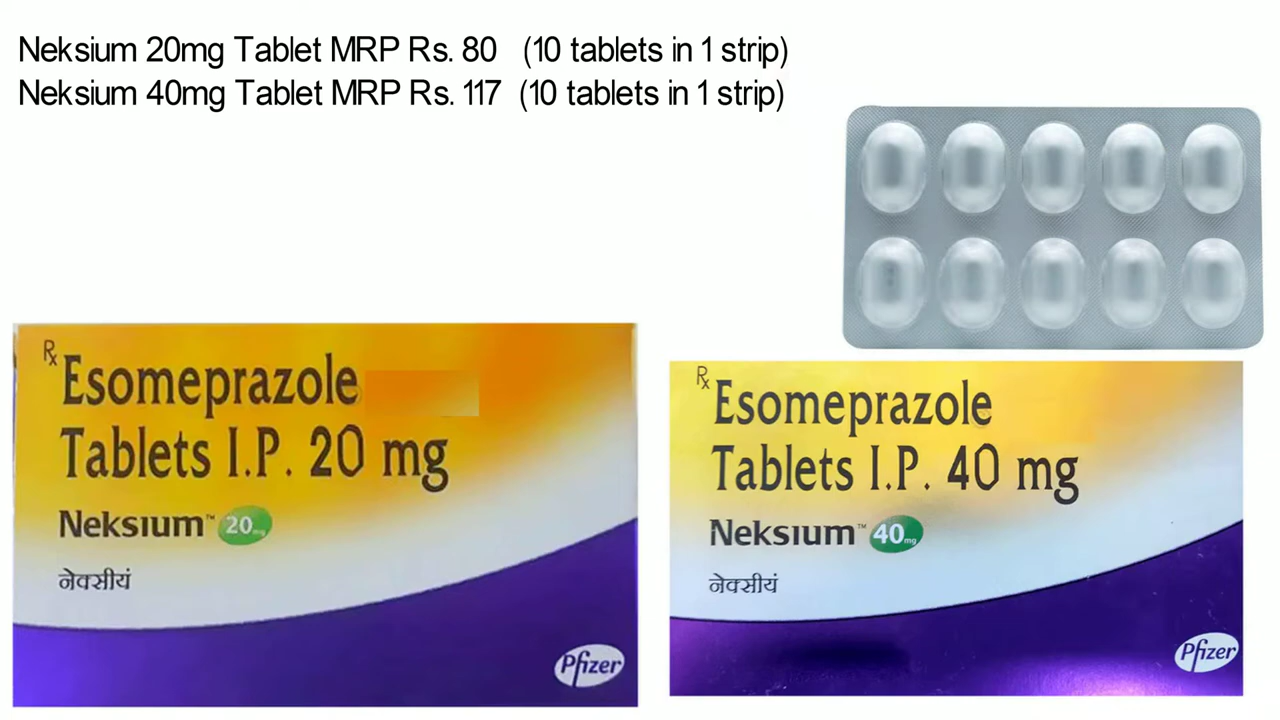 Neksium 20mg Tablet MRP Rs. 80 (10 tablets in 1 strip)
Neksium 40mg Tablet MRP Rs. 117 (10 tablets in 1 strip)
Rx
Esomeprazole
Tablets I.P. 20 mg
Neksium™ 20mg
नेक्सीयं
Pfizer
Rx
Esomeprazole
Tablets I.P. 40 mg
Neksium™ 40mg
नेक्सीयं
Pfizer